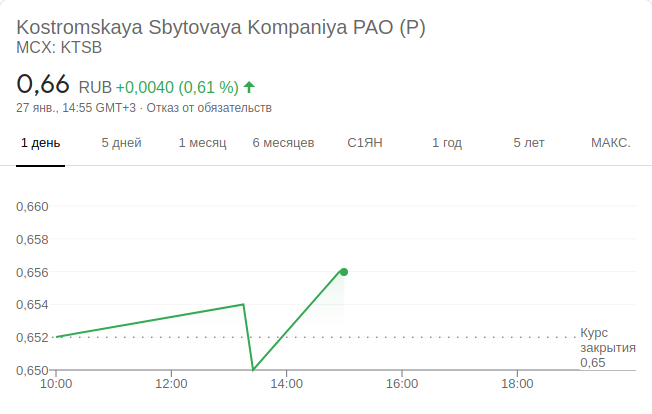 Kostromskaya Sbytovaya Kompaniya PAO (P)
MCX: KTSB
0,66 RUB +0,0040 (0,61 %)
27 янв., 14:55 GMT+3 · Отказ от обязательств
1 день 5 дней 1 месяц 6 месяцев С1ЯН 1 год 5 лет МАКС.
0,660
0,658
0,656
0,654
0,652
0,650
Курс
закрытия
0,65
10:00 12:00 14:00 16:00 18:00